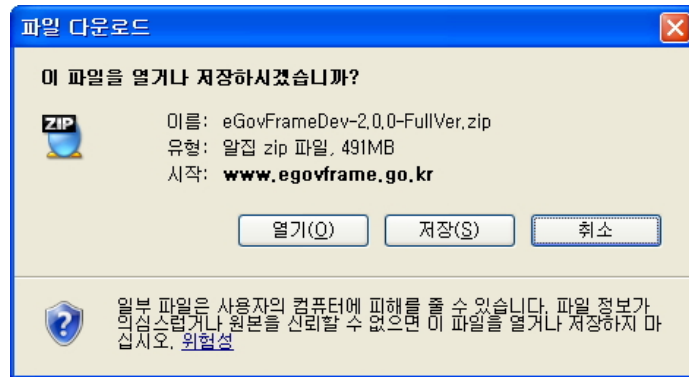 파일 다운로드
이 파일을 열거나 저장하시겠습니까?
ZIP
이름: eGovFrameDev-2.0.0-FullVer.zip
유형: 알집 zip 파일, 491MB
시작: www.egovframe.go.kr
열기(O) 저장(S) 취소
일부 파일은 사용자의 컴퓨터에 피해를 줄 수 있습니다. 파일 정보가
의심스럽거나 원본을 신뢰할 수 없으면 이 파일을 열거나 저장하지 마
십시오. 위험성